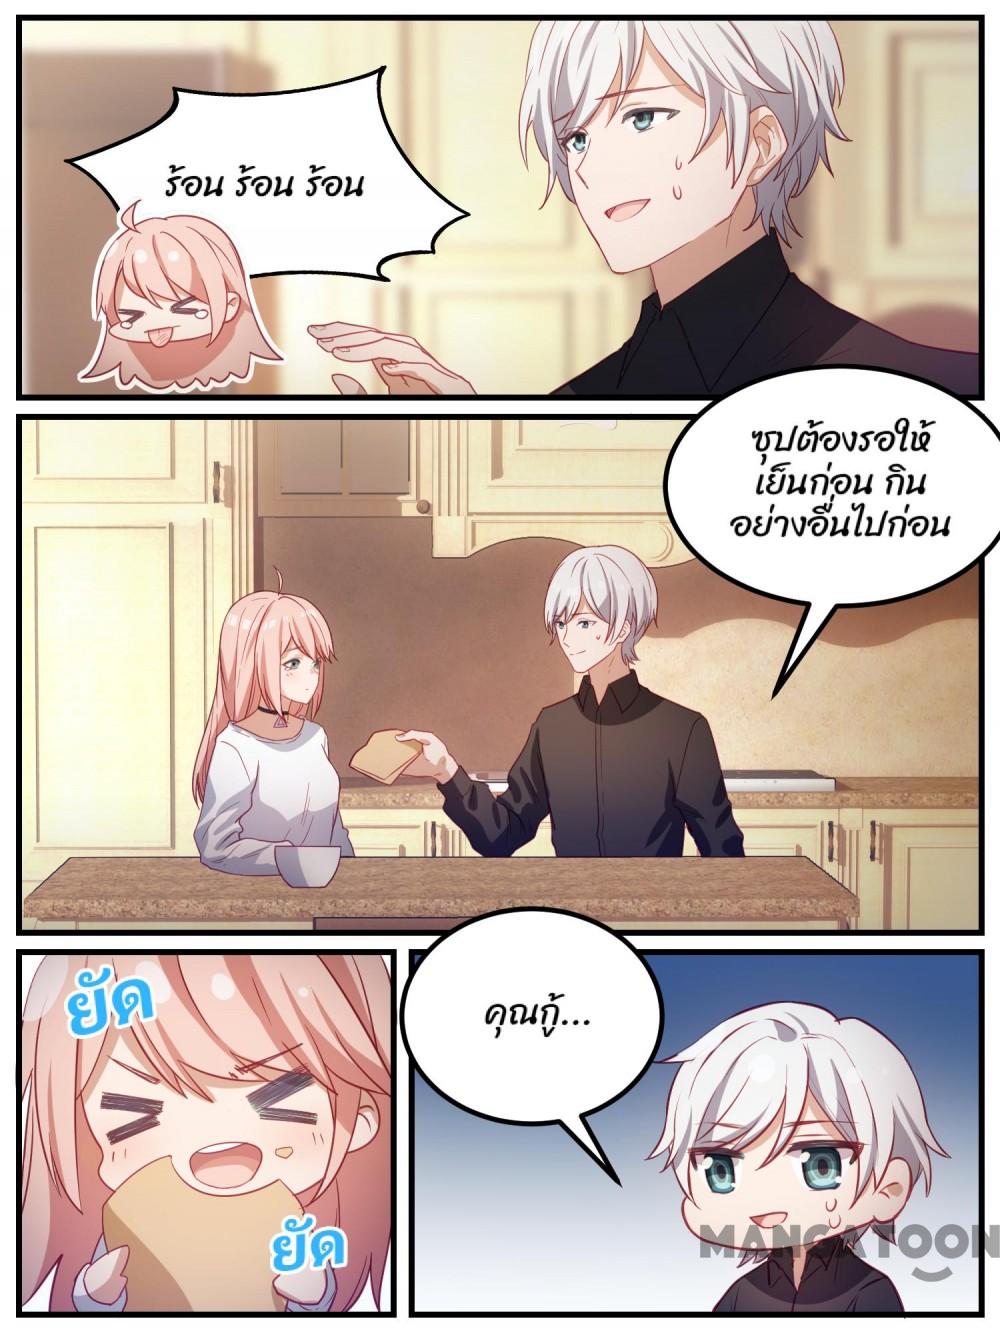 ร้อน ร้อน ร้อน
ซุปต้องรอให้
เย็นก่อน กิน
อย่างอื่นไปก่อน
ยัด
ยัด
คุณกู้...
MANGATOON